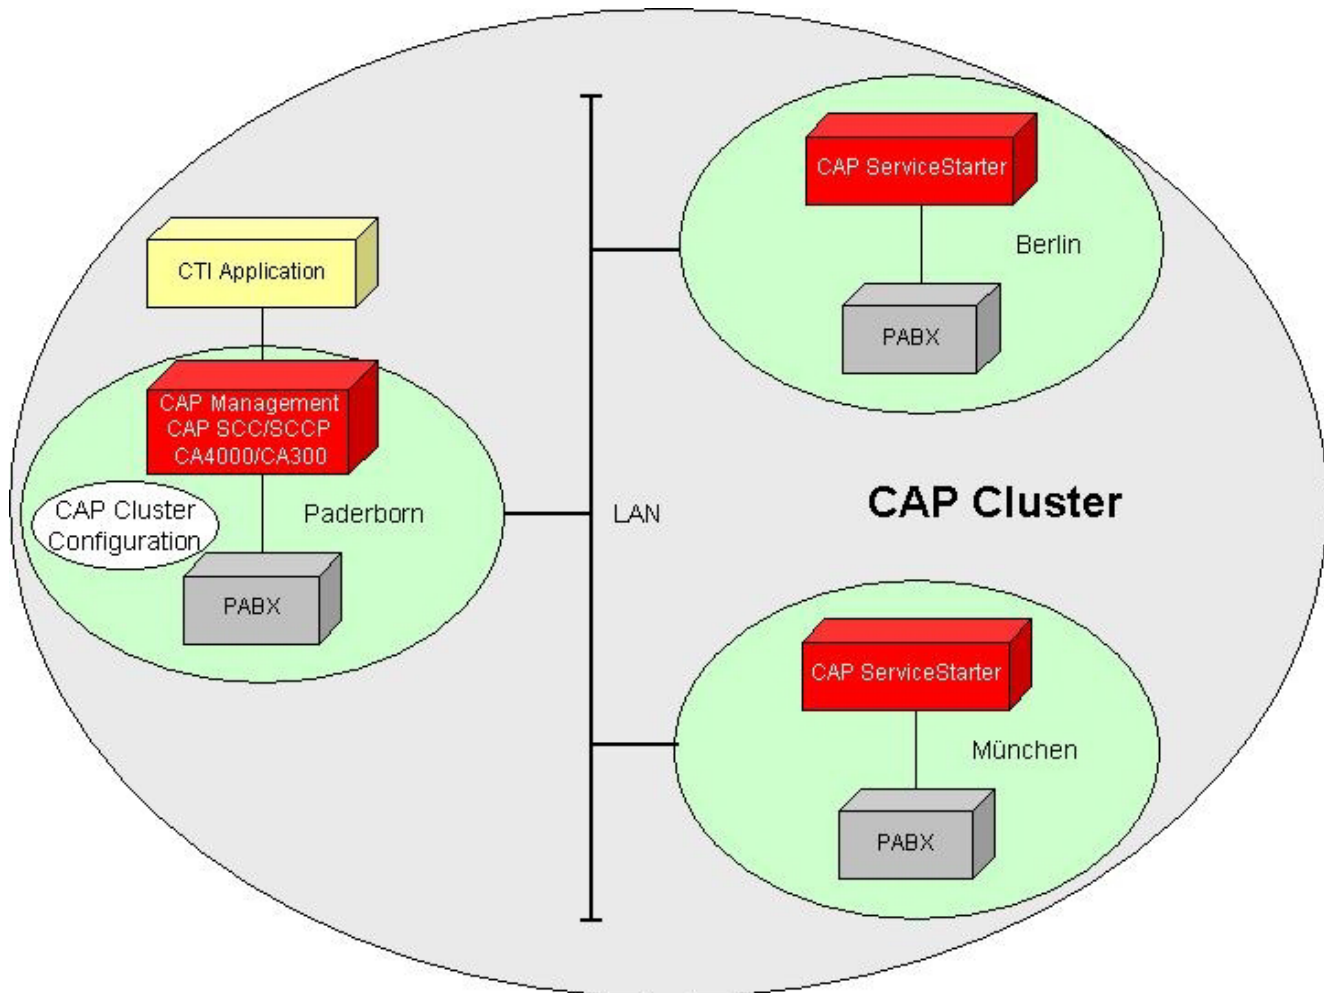 CTI Application
CAP Management
CAP SCC/SCCP
CA4000/CA300
CAP Cluster
Configuration
Paderborn
PABX
LAN
CAP ServiceStarter
Berlin
PABX
CAP Cluster
CAP ServiceStarter
München
PABX